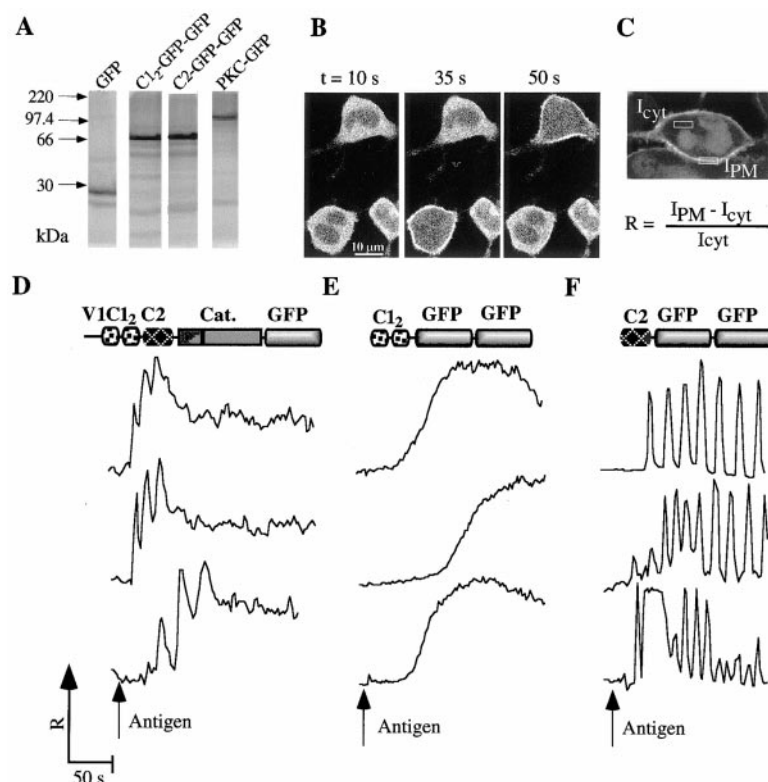 A
GFP
C1₂-GFP-GFP
C2-GFP-GFP
PKC-GFP
220
97.4
66
30
kDa
B
t = 10 s 35 s 50 s
10 µm
C
Icyt
IPM
R = IPM - Icyt
Icyt
D
V1C1₂ C2 Cat. GFP
E
C1₂ GFP GFP
F
C2 GFP GFP
R
50 s
Antigen
Antigen
Antigen